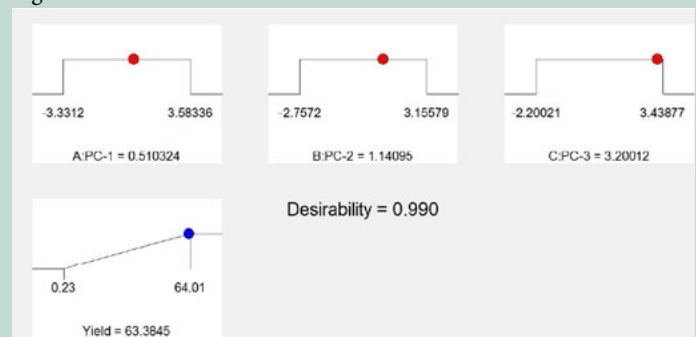 -3.3312 3.58336
A:PC-1 = 0.510324
-2.7572 3.15579
B:PC-2 = 1.14095
-2.20021 3.43877
C:PC-3 = 3.20012
Desirability = 0.990
0.23 64.01
Yield = 63.3845